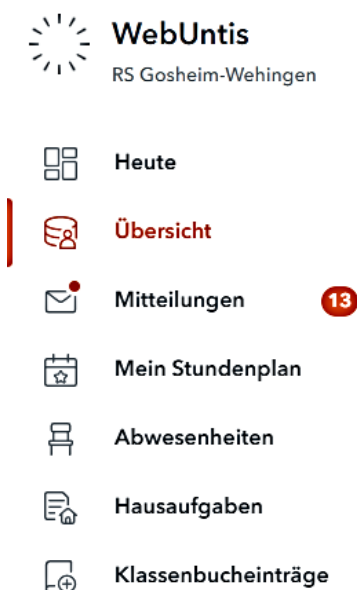 WebUntis
RS Gosheim-Wehingen
Heute
Übersicht
Mitteilungen 13
Mein Stundenplan
Abwesenheiten
Hausaufgaben
Klassenbucheinträge